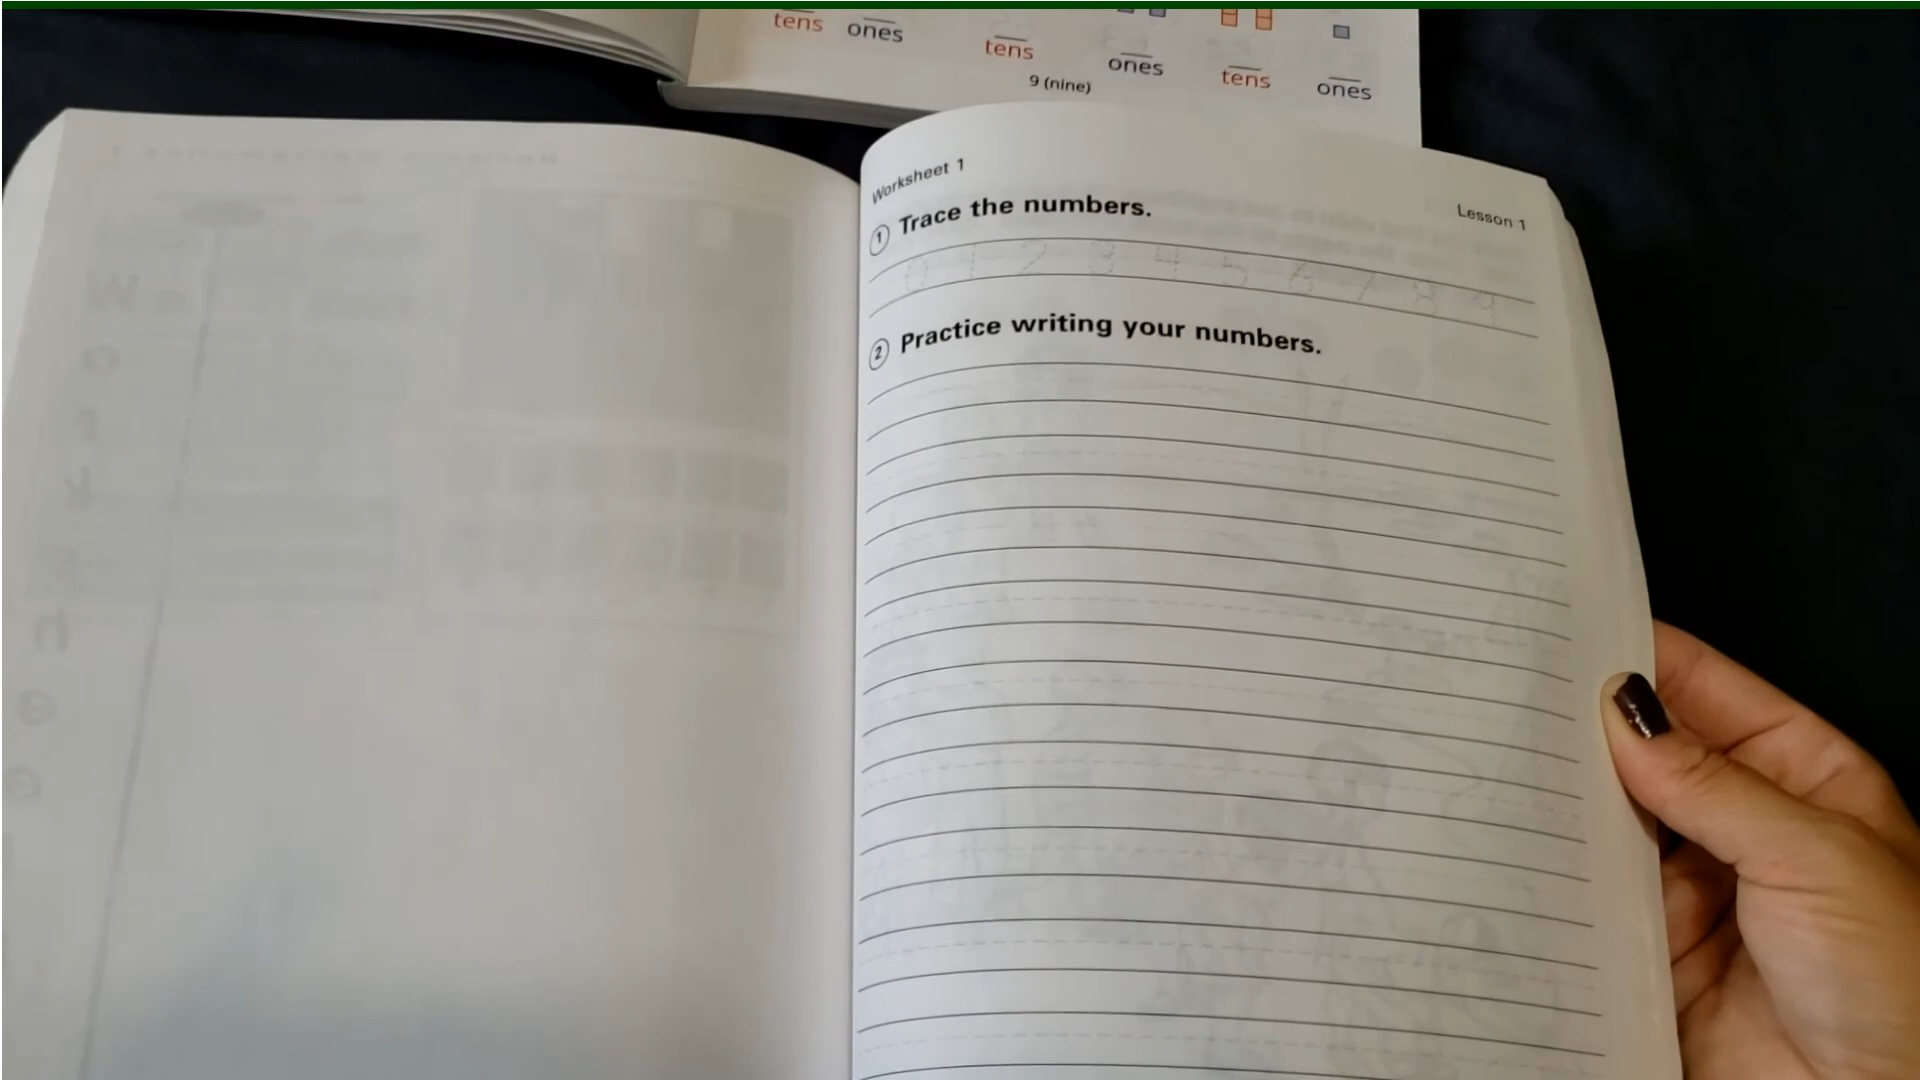 tens ones tens ones tens ones
9 (nine)
Worksheet 1
Lesson 1
1 Trace the numbers.
0 1 2 3 4 5 6 7 8 9
2 Practice writing your numbers.